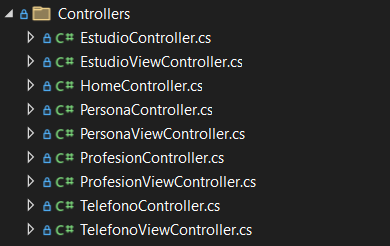 Controllers
C# EstudioController.cs
C# EstudioViewController.cs
C# HomeController.cs
C# PersonaController.cs
C# PersonaViewController.cs
C# ProfesionController.cs
C# ProfesionViewController.cs
C# TelefonoController.cs
C# TelefonoViewController.cs